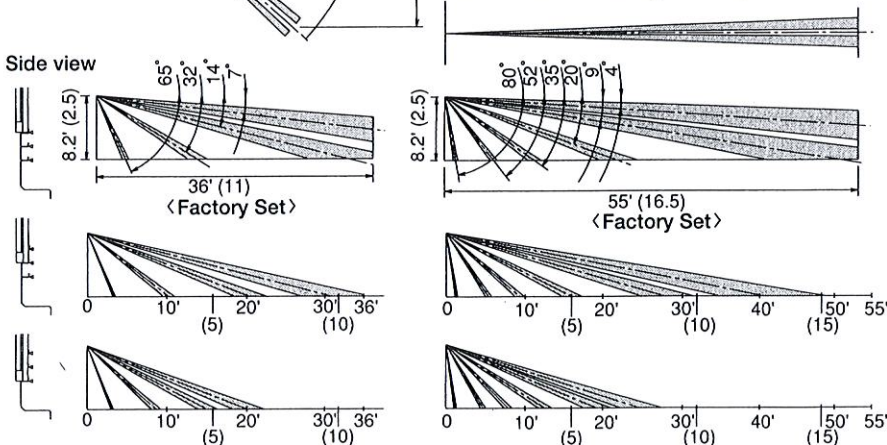 Side view
65° 32° 14° 7°
8.2' (2.5)
36' (11)
〈Factory Set〉
80° 52° 35° 20° 9° 4°
8.2' (2.5)
55' (16.5)
〈Factory Set〉
0 10' 20' 30' 36'
(5) (10)
0 10' 20' 30' 40' 50' 55'
(5) (10) (15)
0 10' 20' 30' 36'
(5) (10)
0 10' 20' 30' 40' 50' 55'
(5) (10) (15)